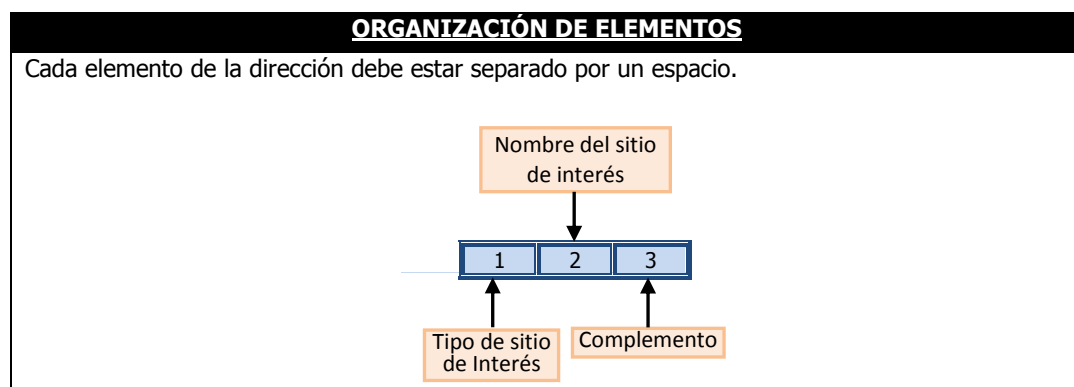 ORGANIZACIÓN DE ELEMENTOS
Cada elemento de la dirección debe estar separado por un espacio.
Nombre del sitio
de interés
1 2 3
Tipo de sitio
de Interés
Complemento